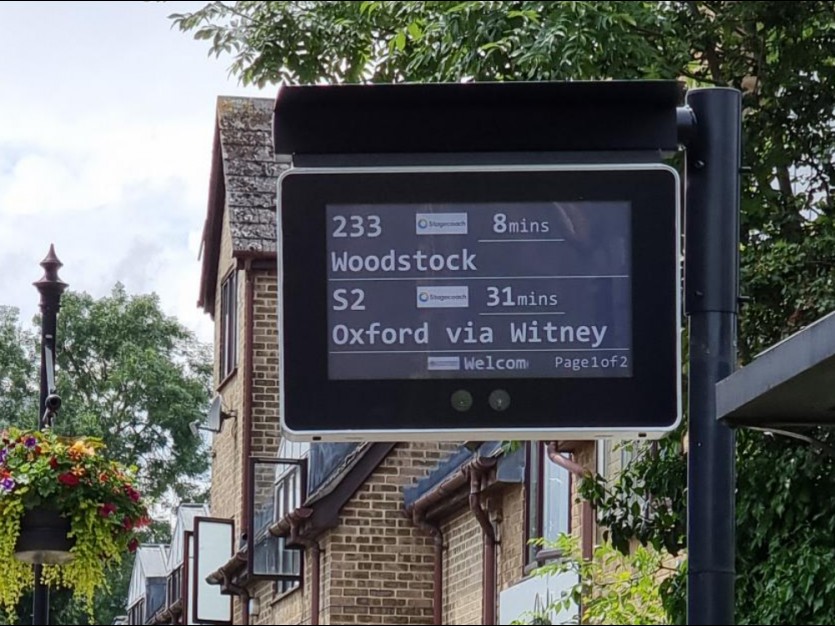 233 Stagecoach 8mins
Woodstock
S2 Stagecoach 31mins
Oxford via Witney
Welcom Page1of2